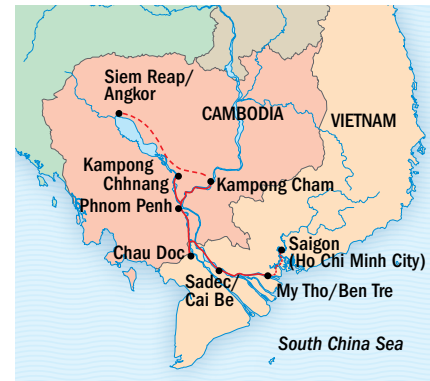 Siem Reap/
Angkor
CAMBODIA
VIETNAM
Kampong
Chhnang
Kampong Cham
Phnom Penh
Saigon
(Ho Chi Minh City)
Chau Doc
Sadec/
Cai Be
My Tho/Ben Tre
South China Sea